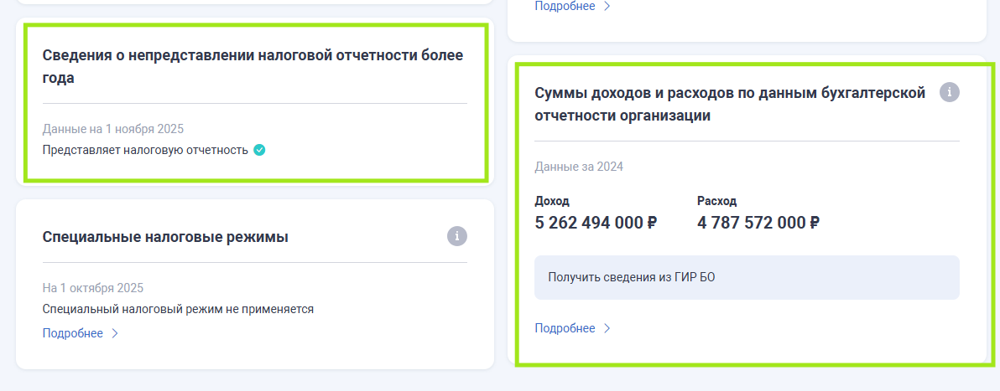 Сведения о непредставлении налоговой отчетности более
года
Данные на 1 ноября 2025
Представляет налоговую отчетность
Специальные налоговые режимы
На 1 октября 2025
Специальный налоговый режим не применяется
Подробнее
Подробнее
Суммы доходов и расходов по данным бухгалтерской
отчетности организации
Данные за 2024
Доход Расход
5 262 494 000 ₽ 4 787 572 000 ₽
Получить сведения из ГИР БО
Подробнее